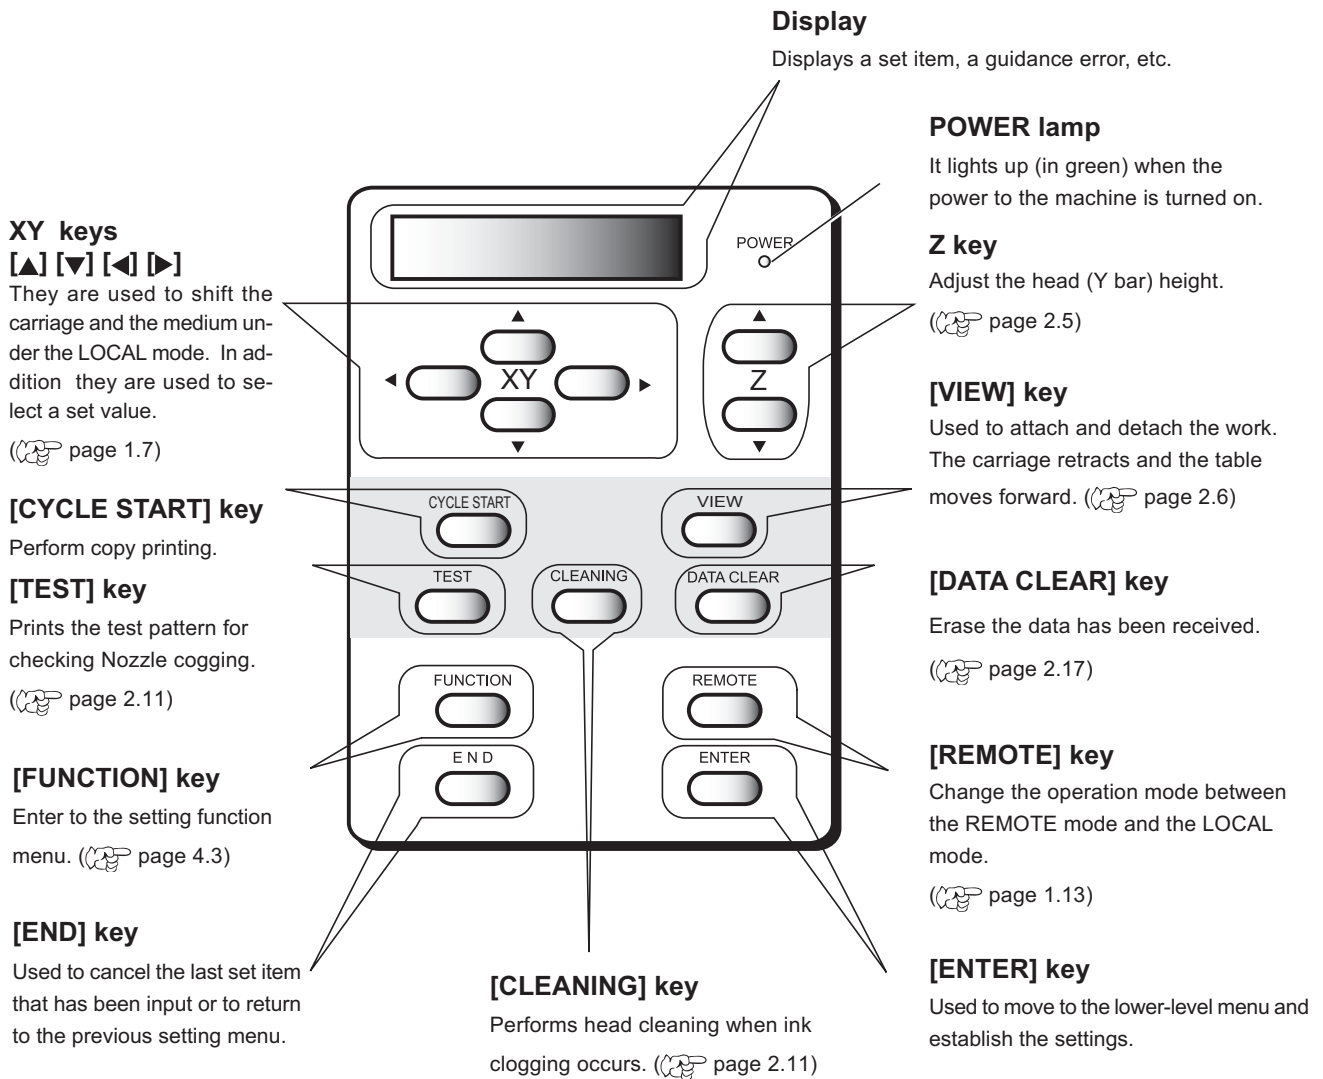 Display
Displays a set item, a guidance error, etc.
POWER lamp
It lights up (in green) when the
power to the machine is turned on.
XY keys
[▲] [▼] [◀] [▶]
They are used to shift the
carriage and the medium un-
der the LOCAL mode. In ad-
dition they are used to se-
lect a set value.
( page 1.7)
[CYCLE START] key
Perform copy printing.
[TEST] key
Prints the test pattern for
checking Nozzle cogging.
( page 2.11)
[FUNCTION] key
Enter to the setting function
menu. ( page 4.3)
[END] key
Used to cancel the last set item
that has been input or to return
to the previous setting menu.
POWER
▲
◀ XY ▶
▼
▲
Z
▼
CYCLE START
VIEW
TEST
CLEANING
DATA CLEAR
FUNCTION
REMOTE
E N D
ENTER
[CLEANING] key
Performs head cleaning when ink
clogging occurs. ( page 2.11)
Z key
Adjust the head (Y bar) height.
( page 2.5)
[VIEW] key
Used to attach and detach the work.
The carriage retracts and the table
moves forward. ( page 2.6)
[DATA CLEAR] key
Erase the data has been received.
( page 2.17)
[REMOTE] key
Change the operation mode between
the REMOTE mode and the LOCAL
mode.
( page 1.13)
[ENTER] key
Used to move to the lower-level menu and
establish the settings.